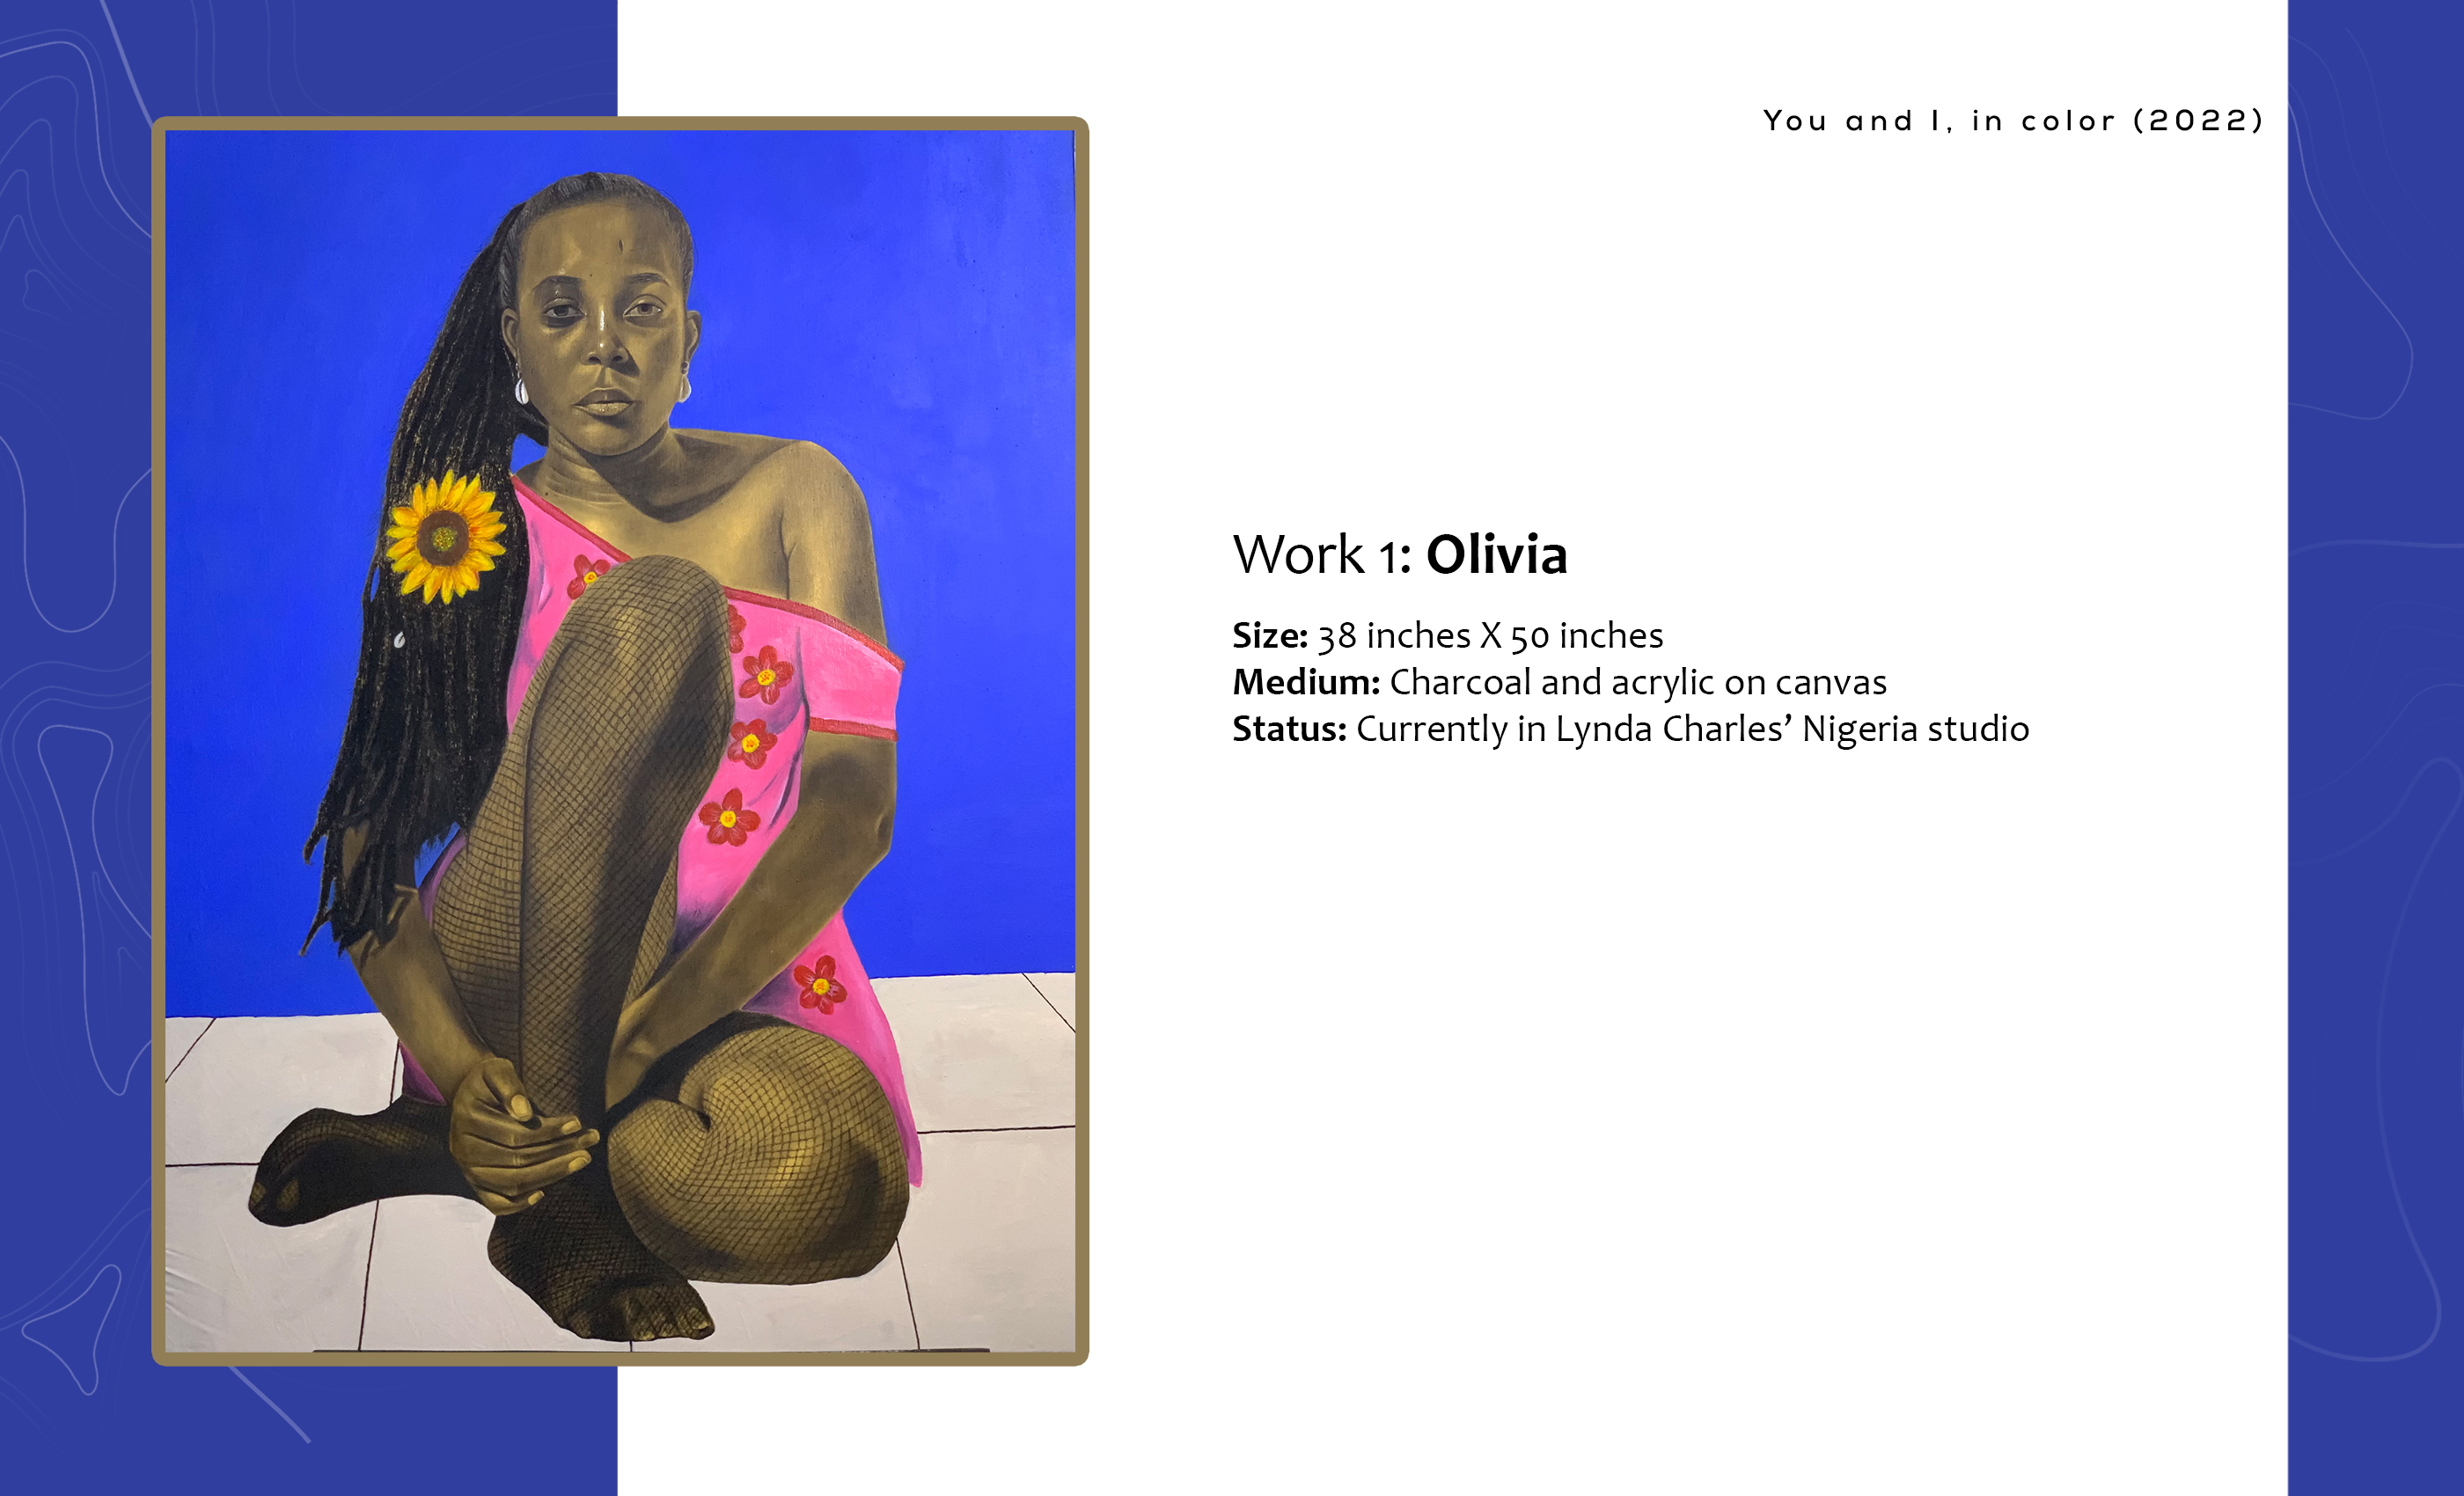 You and I, in color (2022)
Work 1: Olivia
Size: 38 inches X 50 inches
Medium: Charcoal and acrylic on canvas
Status: Currently in Lynda Charles’ Nigeria studio